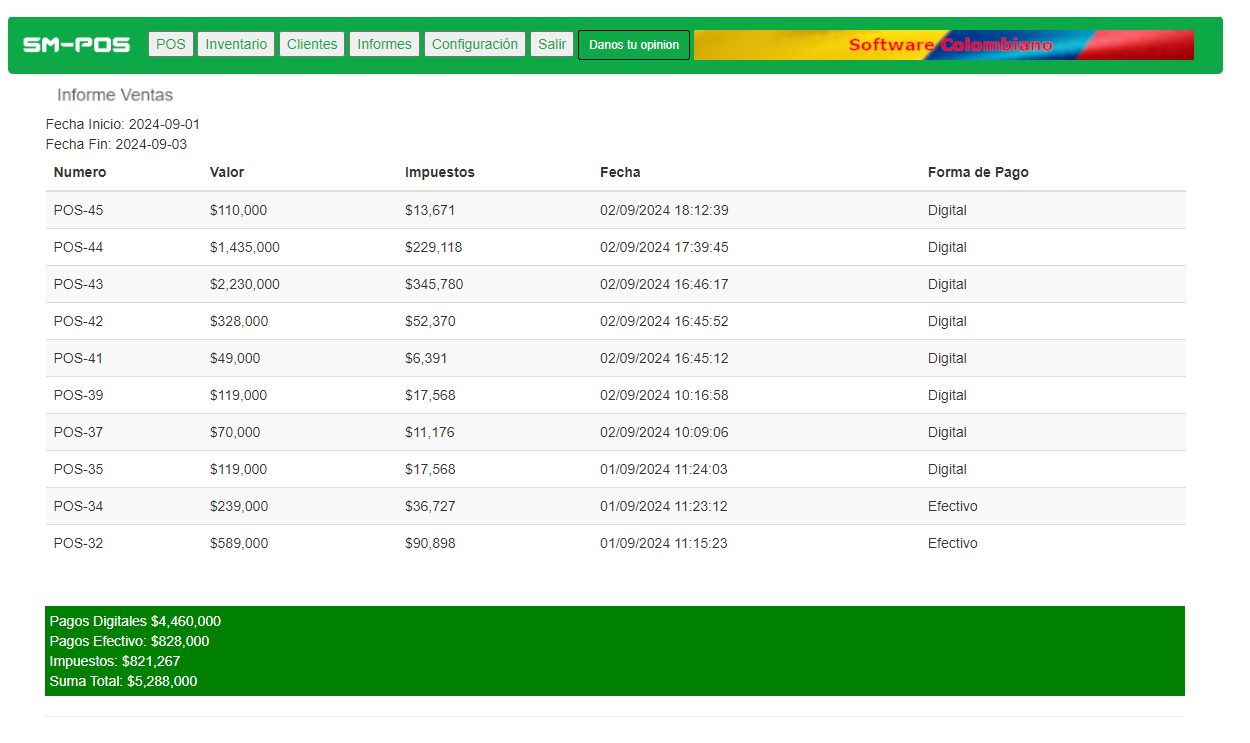 SM-POS POS Inventario Clientes Informes Configuración Salir Danos tu opinion Software Colombiano
Informe Ventas
Fecha Inicio: 2024-09-01
Fecha Fin: 2024-09-03
Numero Valor Impuestos Fecha Forma de Pago
POS-45 $110,000 $13,671 02/09/2024 18:12:39 Digital
POS-44 $1,435,000 $229,118 02/09/2024 17:39:45 Digital
POS-43 $2,230,000 $345,780 02/09/2024 16:46:17 Digital
POS-42 $328,000 $52,370 02/09/2024 16:45:52 Digital
POS-41 $49,000 $6,391 02/09/2024 16:45:12 Digital
POS-39 $119,000 $17,568 02/09/2024 10:16:58 Digital
POS-37 $70,000 $11,176 02/09/2024 10:09:06 Digital
POS-35 $119,000 $17,568 01/09/2024 11:24:03 Digital
POS-34 $239,000 $36,727 01/09/2024 11:23:12 Efectivo
POS-32 $589,000 $90,898 01/09/2024 11:15:23 Efectivo
Pagos Digitales $4,460,000
Pagos Efectivo: $828,000
Impuestos: $821,267
Suma Total: $5,288,000